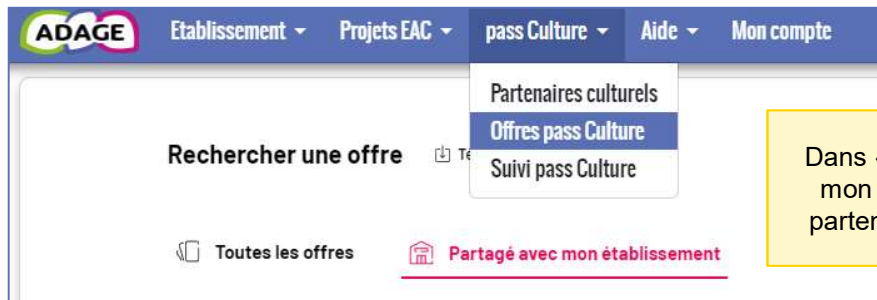 ADAGE Etablissement Projets EAC pass Culture Aide Mon compte
Partenaires culturels
Offres pass Culture
Suivi pass Culture
Rechercher une offre
Dans
mon
Toutes les offres Partagé avec mon établissement